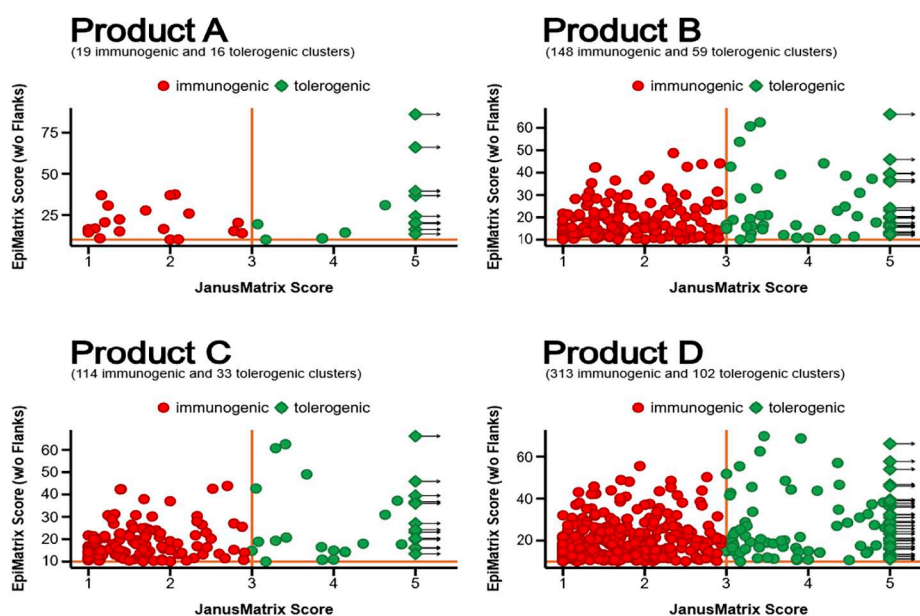 Product A
(19 immunogenic and 16 tolerogenic clusters)
immunogenic tolerogenic
EpiMatrix Score (w/o Flanks)
75
50
25
1 2 3 4 5
JanusMatrix Score
Product B
(148 immunogenic and 59 tolerogenic clusters)
immunogenic tolerogenic
EpiMatrix Score (w/o Flanks)
60
50
40
30
20
10
1 2 3 4 5
JanusMatrix Score
Product C
(114 immunogenic and 33 tolerogenic clusters)
immunogenic tolerogenic
EpiMatrix Score (w/o Flanks)
60
50
40
30
20
10
1 2 3 4 5
JanusMatrix Score
Product D
(313 immunogenic and 102 tolerogenic clusters)
immunogenic tolerogenic
EpiMatrix Score (w/o Flanks)
60
40
20
1 2 3 4 5
JanusMatrix Score